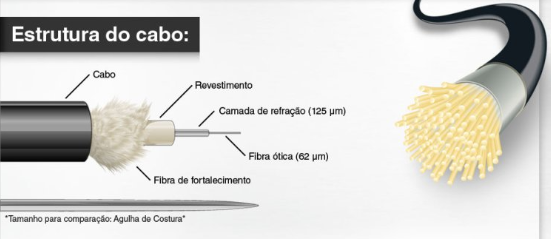 Estrutura do cabo:
Cabo
Revestimento
Camada de refração (125 µm)
Fibra ótica (62 µm)
Fibra de fortalecimento
*Tamanho para comparação: Agulha de Costura*